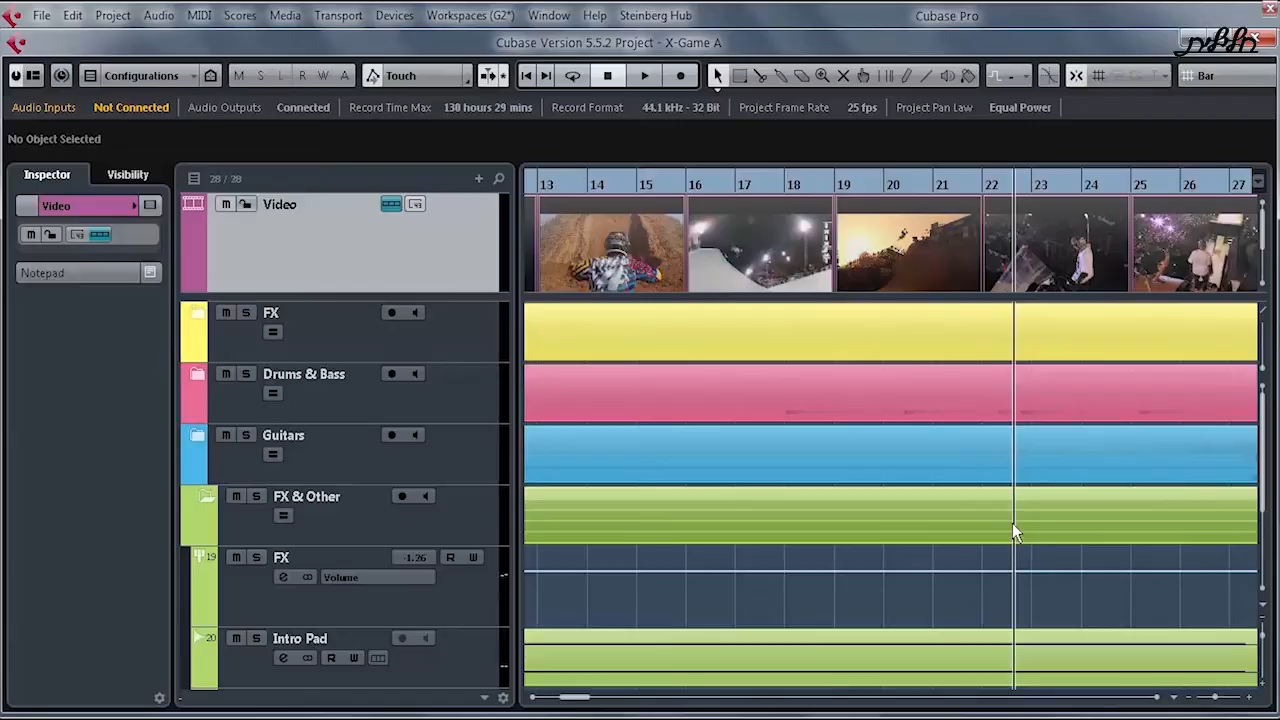 File Edit Project Audio MIDI Scores Media Transport Devices Workspaces (G2*) Window Help Steinberg Hub Cubase Pro
Cubase Version 5.5.2 Project - X-Game A
Configurations M S L R W A Touch Bar
Audio Inputs Not Connected Audio Outputs Connected Record Time Max 130 hours 29 mins Record Format 44.1 kHz - 32 Bit Project Frame Rate 25 fps Project Pan Law Equal Power
No Object Selected
Inspector Visibility 28 / 28
13 14 15 16 17 18 19 20 21 22 23 24 25 26 27
Video
m Video
m
Notepad
m S FX
m S Drums & Bass
m S Guitars
m S FX & Other
19 m S FX -1.26 R W
e Volume
20 m S Intro Pad
e R W